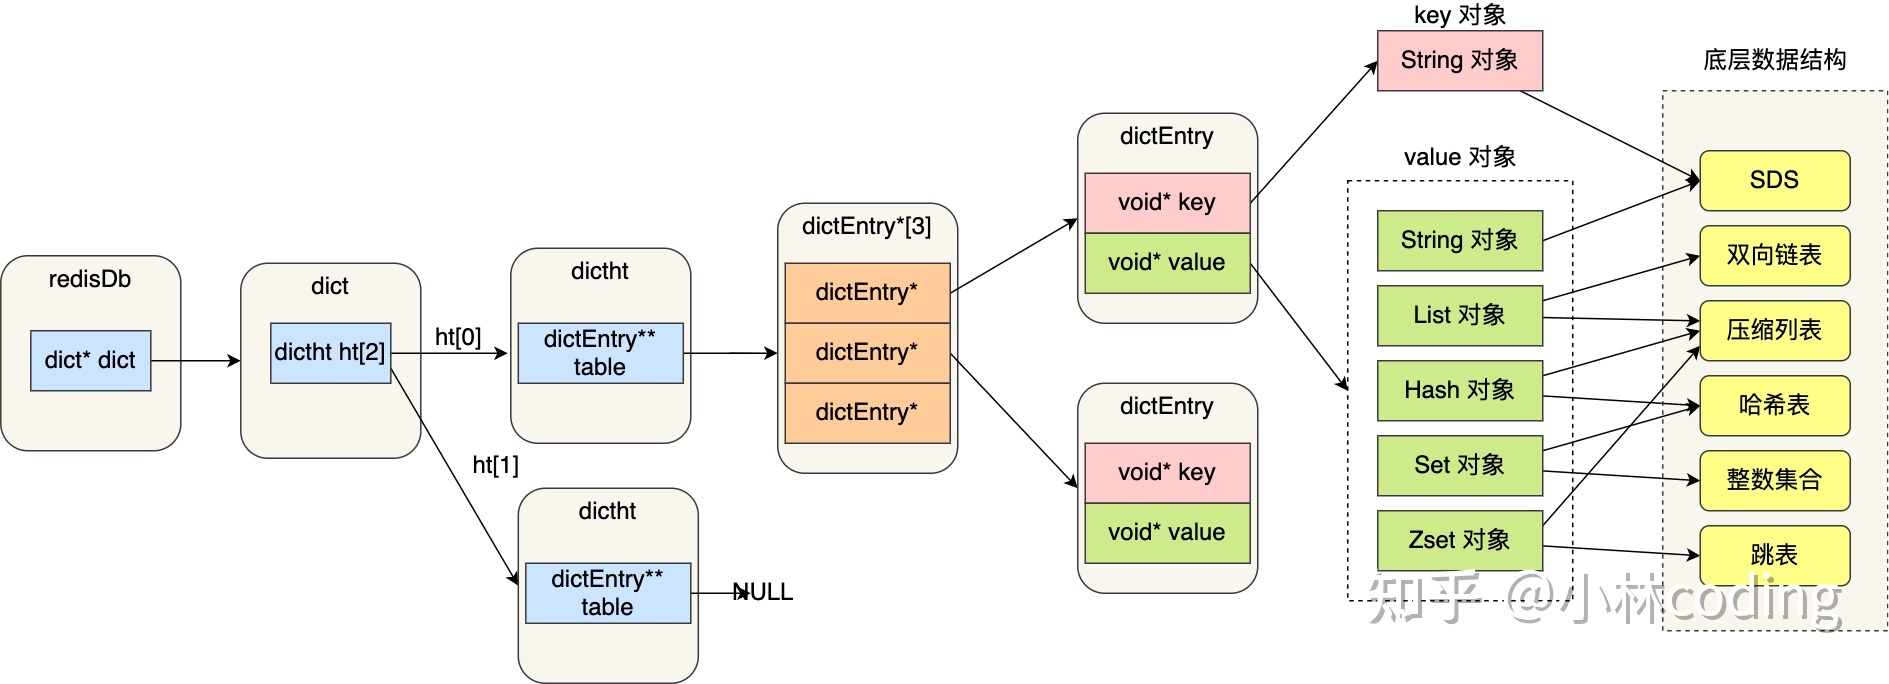 redisDb
dict* dict
dict
dictht ht[2]
ht[0]
ht[1]
dictht
dictEntry**
table
dictht
dictEntry**
table
NULL
dictEntry*[3]
dictEntry*
dictEntry*
dictEntry*
dictEntry
void* key
void* value
dictEntry
void* key
void* value
key 对象
String 对象
value 对象
String 对象
List 对象
Hash 对象
Set 对象
Zset 对象
底层数据结构
SDS
双向链表
压缩列表
哈希表
整数集合
跳表
知乎 @小林coding